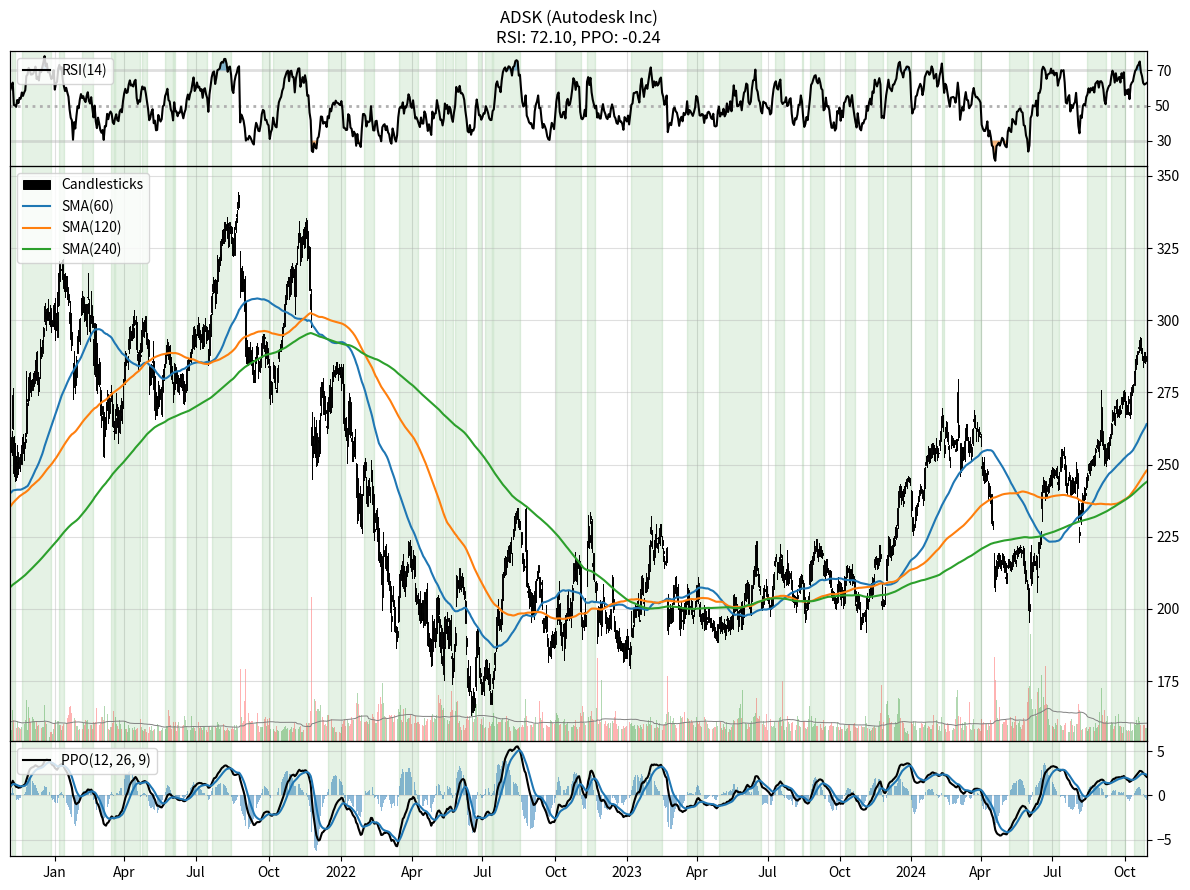 ADSK (Autodesk Inc)
RSI: 72.10, PPO: -0.24
RSI(14)
70
50
30
Candlesticks
SMA(60)
SMA(120)
SMA(240)
350
325
300
275
250
225
200
175
PPO(12, 26, 9)
5
0
−5
Jan Apr Jul Oct 2022 Apr Jul Oct 2023 Apr Jul Oct 2024 Apr Jul Oct